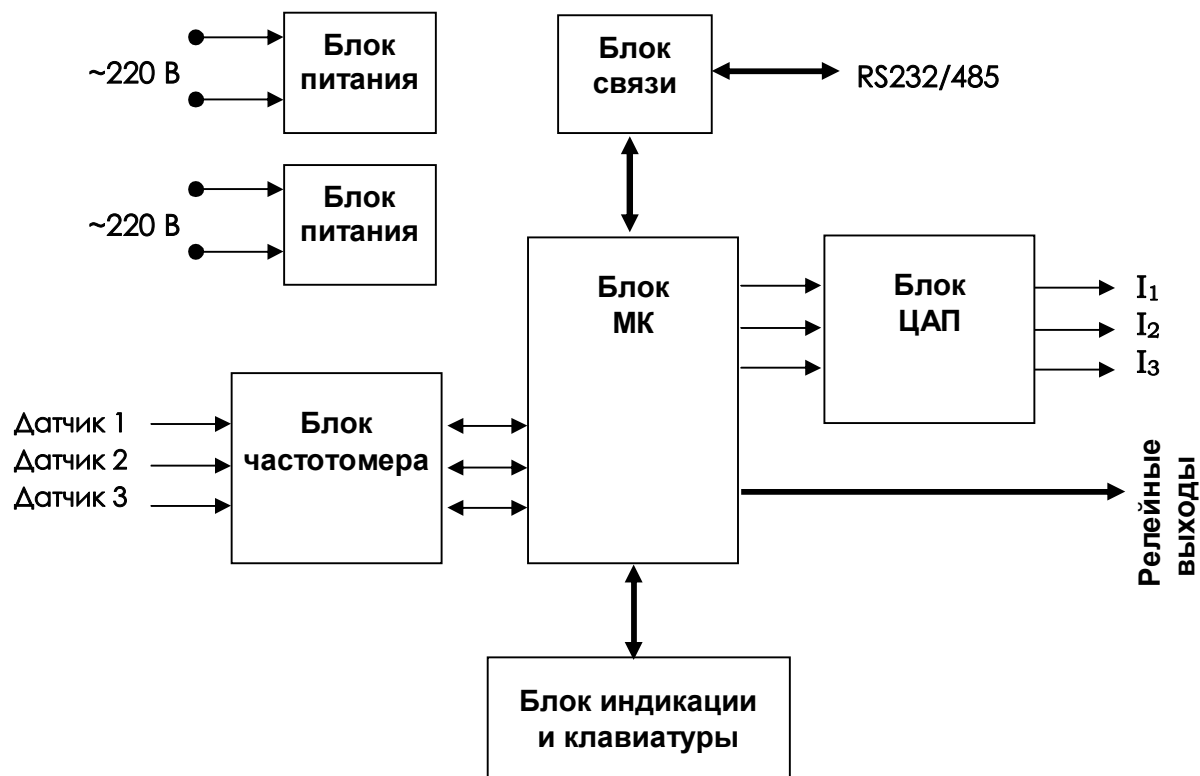 ~220 В
Блок
питания
Блок
связи
RS232/485
~220 В
Блок
питания
Блок
МК
Блок
ЦАП
I₁
I₂
I₃
Датчик 1
Датчик 2
Датчик 3
Блок
частотомера
Релейные
выходы
Блок индикации
и клавиатуры